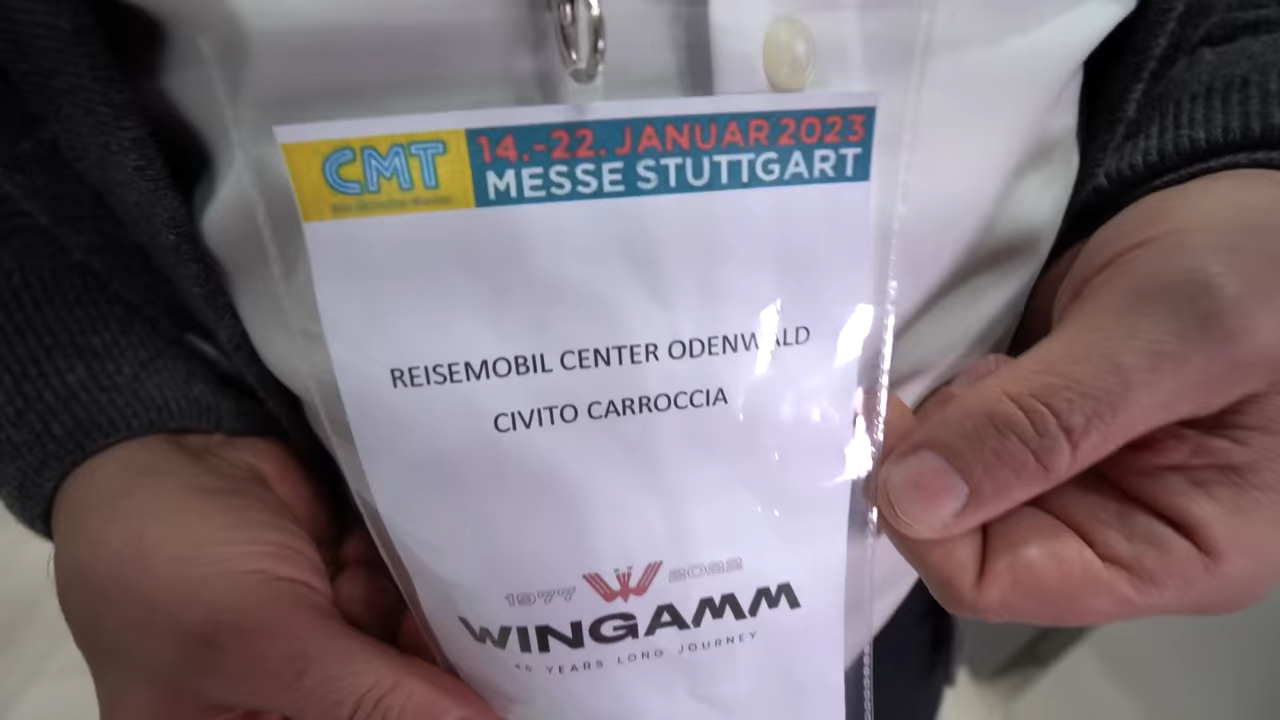 CMT
14.-22. JANUAR 2023
MESSE STUTTGART
REISEMOBIL CENTER ODENWALD
CIVITO CARROCCIA
1977 2022
WINGAMM
YEARS LONG JOURNEY